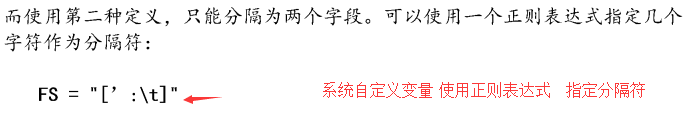 而使用第二种定义，只能分隔为两个字段。可以使用一个正则表达式指定几个
字符作为分隔符：
FS = "[’ :\t]"
系统自定义变量 使用正则表达式 指定分隔符